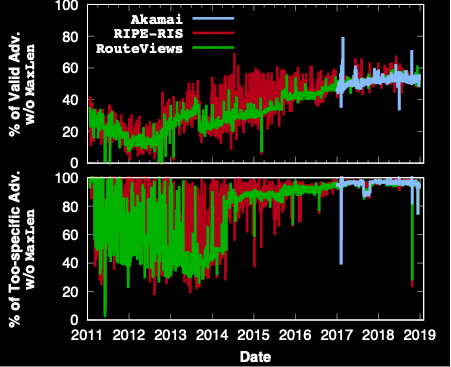 100
80
60
40
20
0
% of Valid Adv.
w/o MaxLen
Akamai
RIPE-RIS
RouteViews
100
80
60
40
20
0
% of Too-specific Adv.
w/o MaxLen
2011 2012 2013 2014 2015 2016 2017 2018 2019
Date